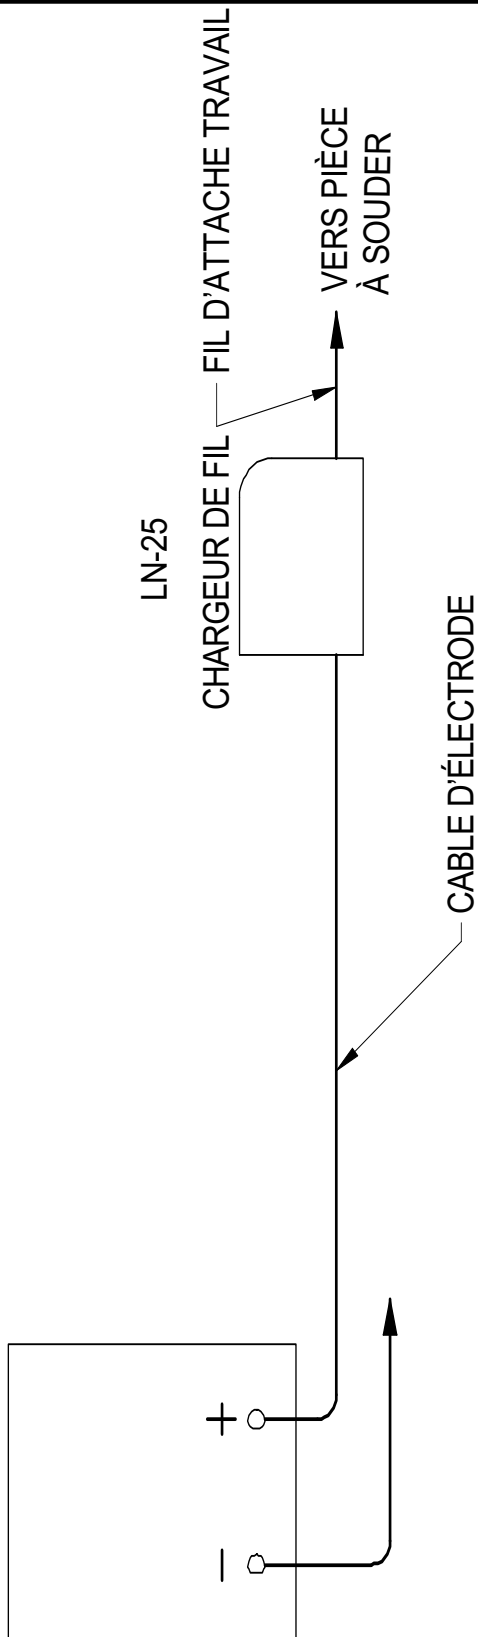 LN-25
CHARGEUR DE FIL
FIL D'ATTACHE TRAVAIL
VERS PIÈCE
À SOUDER
CABLE D'ÉLECTRODE
+
–